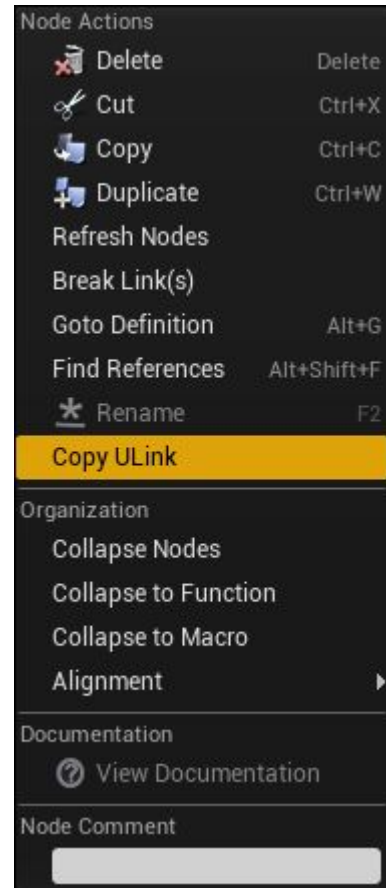 Node Actions
Delete Delete
Cut Ctrl+X
Copy Ctrl+C
Duplicate Ctrl+W
Refresh Nodes
Break Link(s)
Goto Definition Alt+G
Find References Alt+Shift+F
Rename F2
Copy ULink
Organization
Collapse Nodes
Collapse to Function
Collapse to Macro
Alignment
Documentation
View Documentation
Node Comment